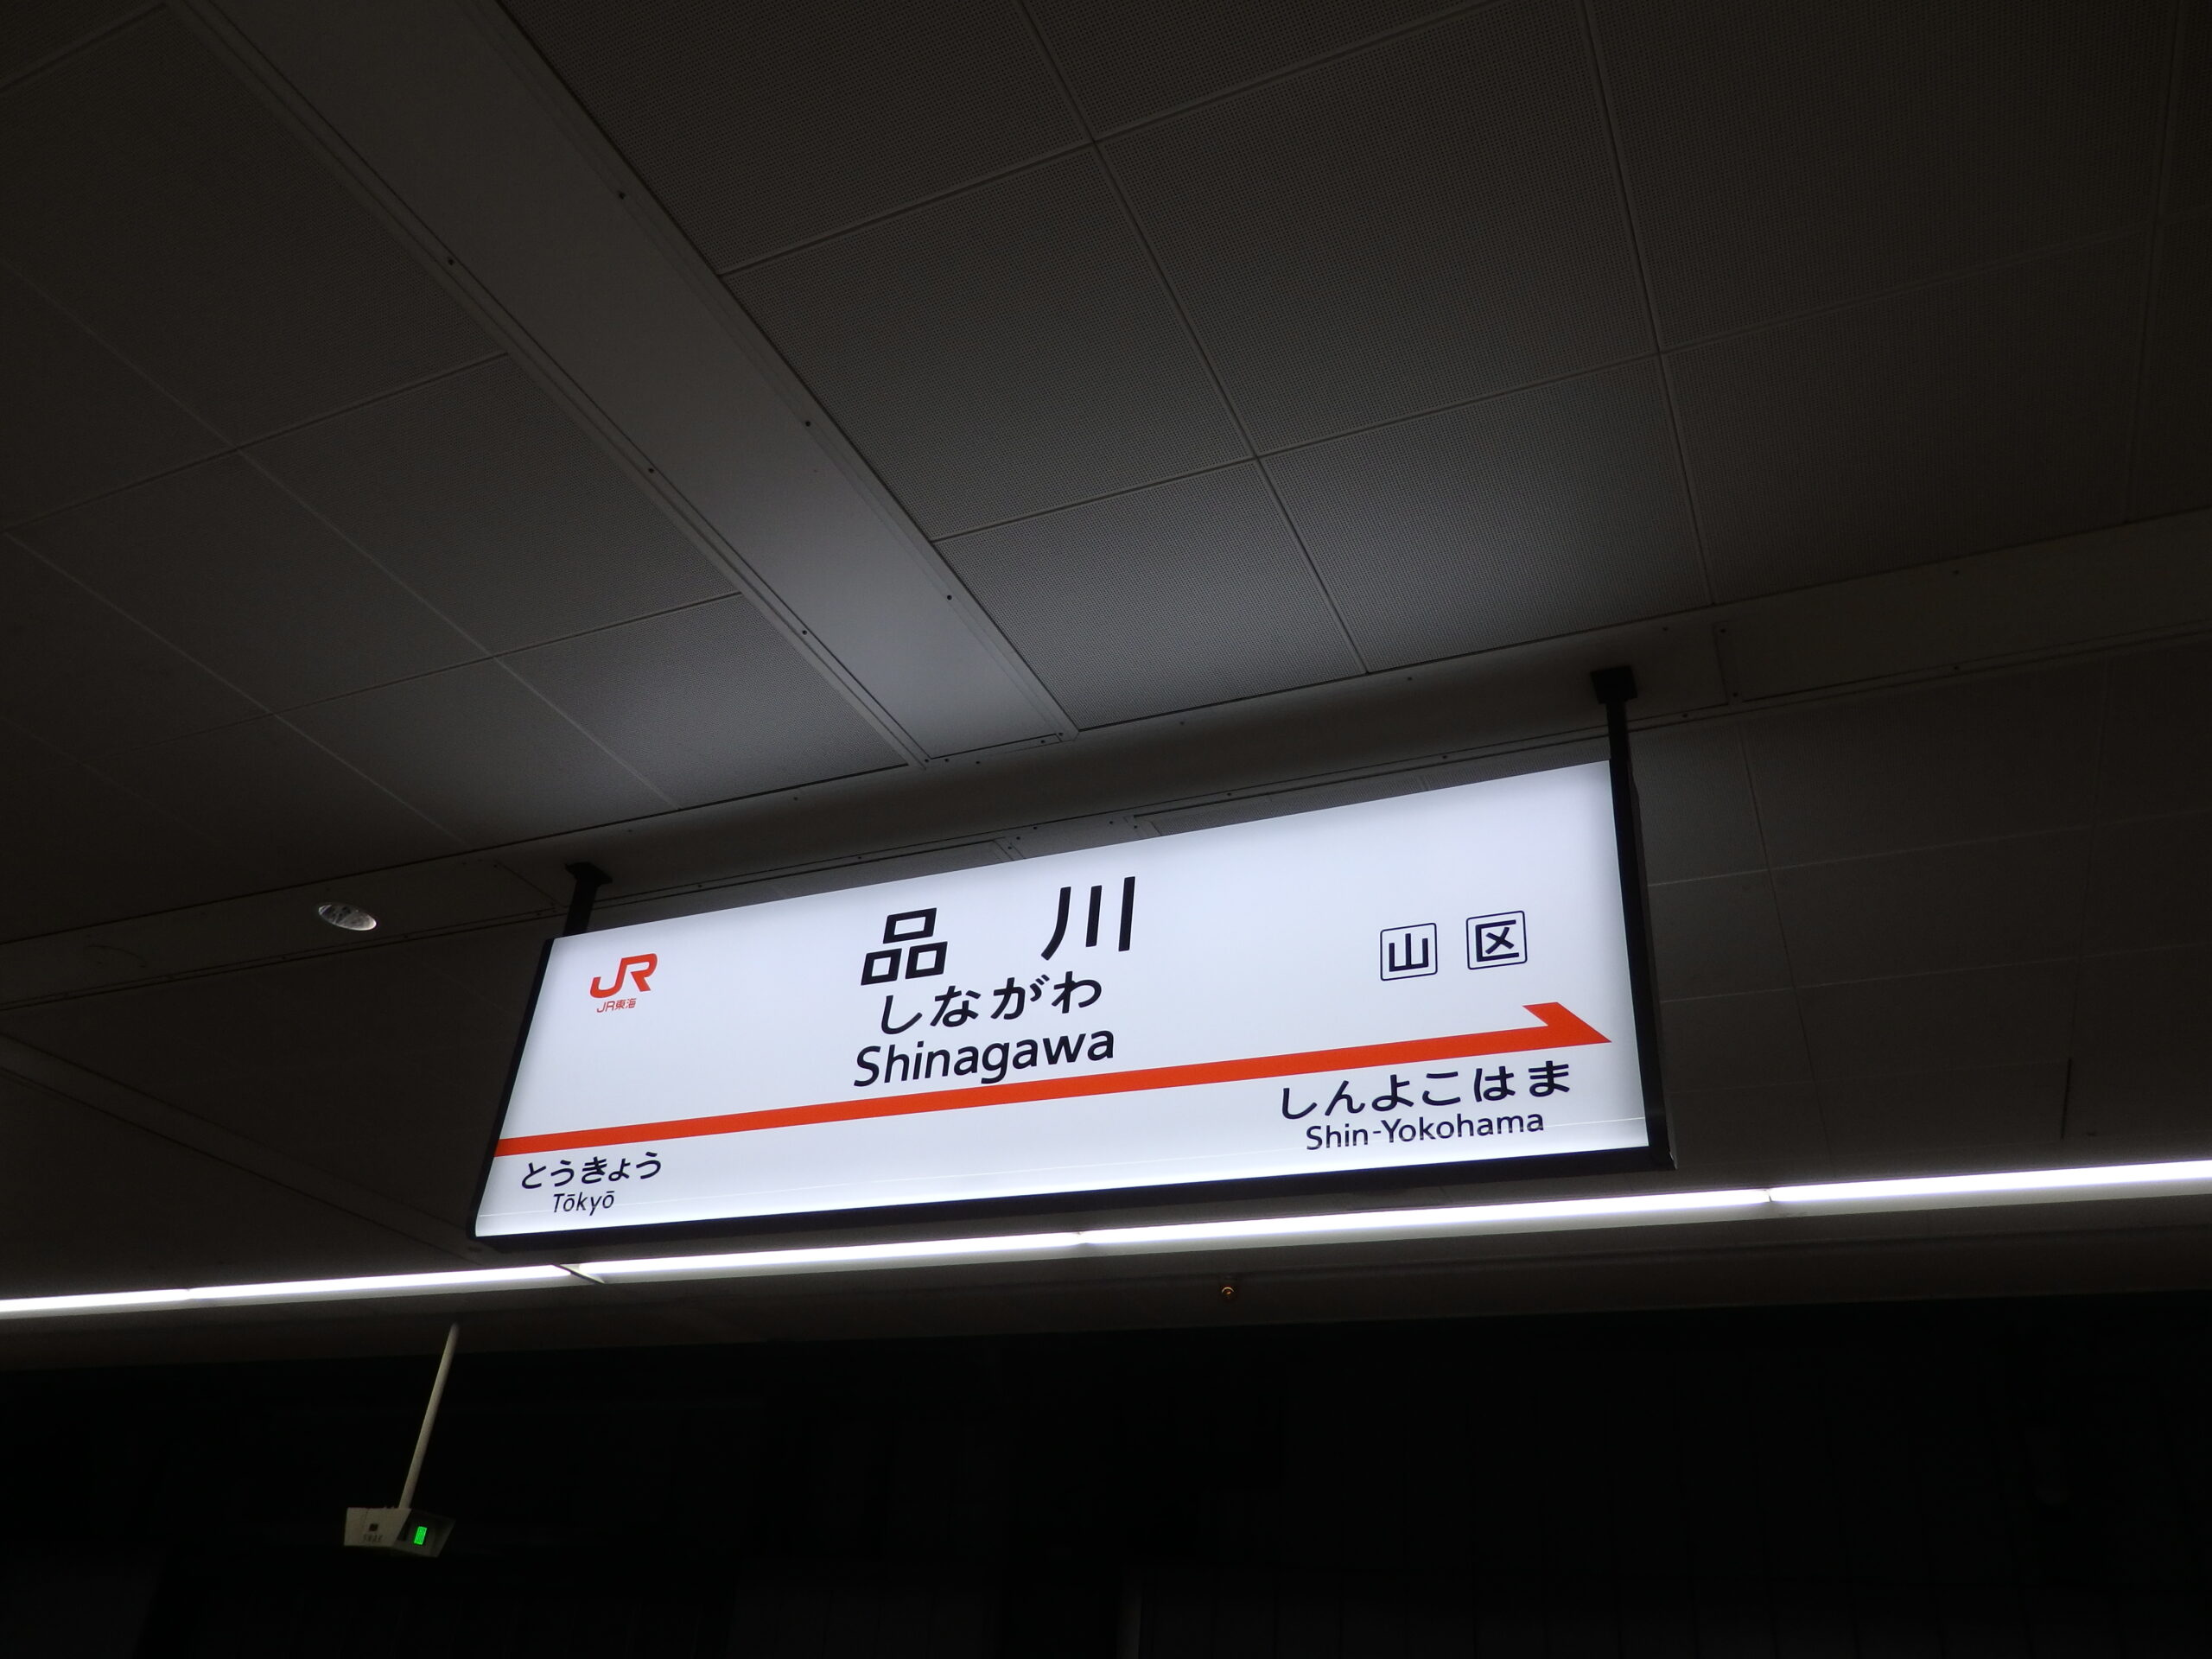 JR
JR東海
品川
しながわ
Shinagawa
山 区
とうきょう
Tōkyō
しんよこはま
Shin-Yokohama